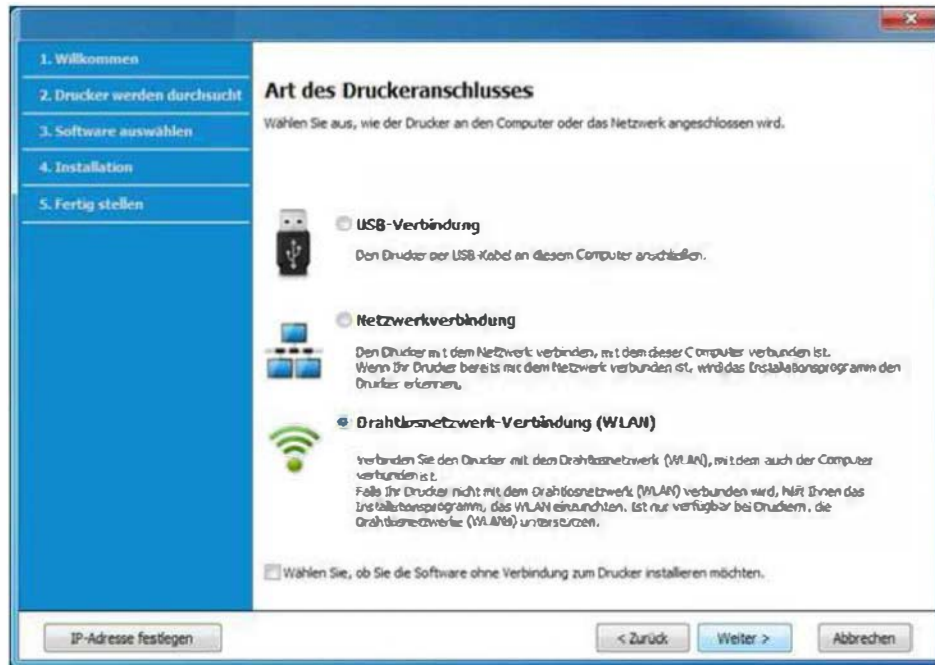 1. Willkommen
2. Drucker werden durchsucht
3. Software auswählen
4. Installation
5. Fertig stellen
Art des Druckeranschlusses
Wählen Sie aus, wie der Drucker an den Computer oder das Netzwerk angeschlossen wird.
USB-Verbindung
Den Drucker per USB-Kabel an diesem Computer anschließen.
Netzwerkverbindung
Den Drucker mit dem Netzwerk verbinden, mit dem dieser Computer verbunden ist.
Wenn Ihr Drucker bereits mit dem Netzwerk verbunden ist, wird das Installationsprogramm den
Drucker erkennen.
Drahtlosnetzwerk-Verbindung (WLAN)
Verbinden Sie den Drucker mit dem Drahtlosnetzwerk (WLAN), mit dem auch der Computer
verbunden ist.
Falls Ihr Drucker nicht mit dem Drahtlosnetzwerk (WLAN) verbunden wird, hilft Ihnen das
Installationsprogramm, das WLAN einzurichten. Ist nur verfügbar bei Druckern, die
Drahtlosnetzwerke (WLANs) unterstützen.
Wählen Sie, ob Sie die Software ohne Verbindung zum Drucker installieren möchten.
IP-Adresse festlegen
< Zurück
Weiter >
Abbrechen